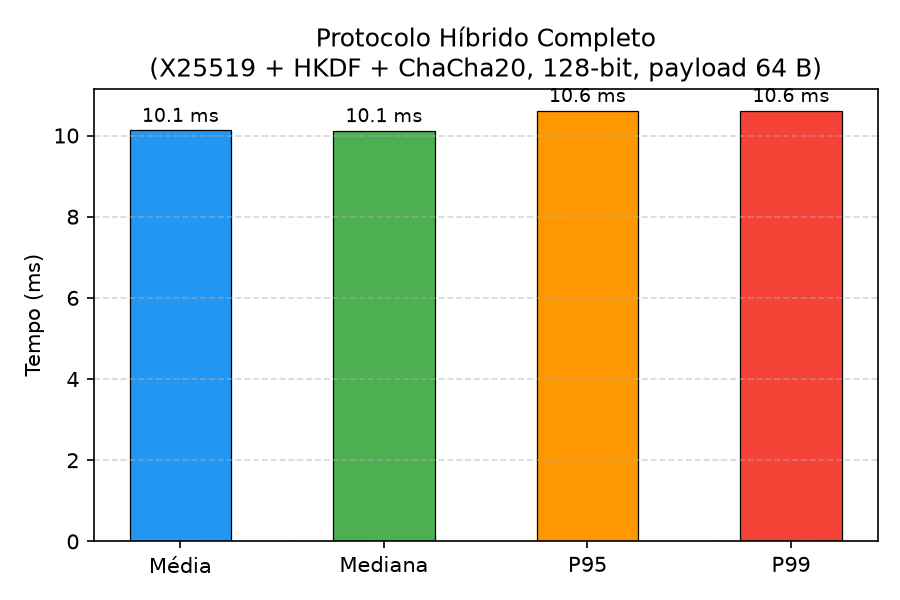 Protocolo Híbrido Completo
(X25519 + HKDF + ChaCha20, 128-bit, payload 64 B)
10.1 ms
10.1 ms
10.6 ms
10.6 ms
10
8
6
4
2
0
Tempo (ms)
Média
Mediana
P95
P99